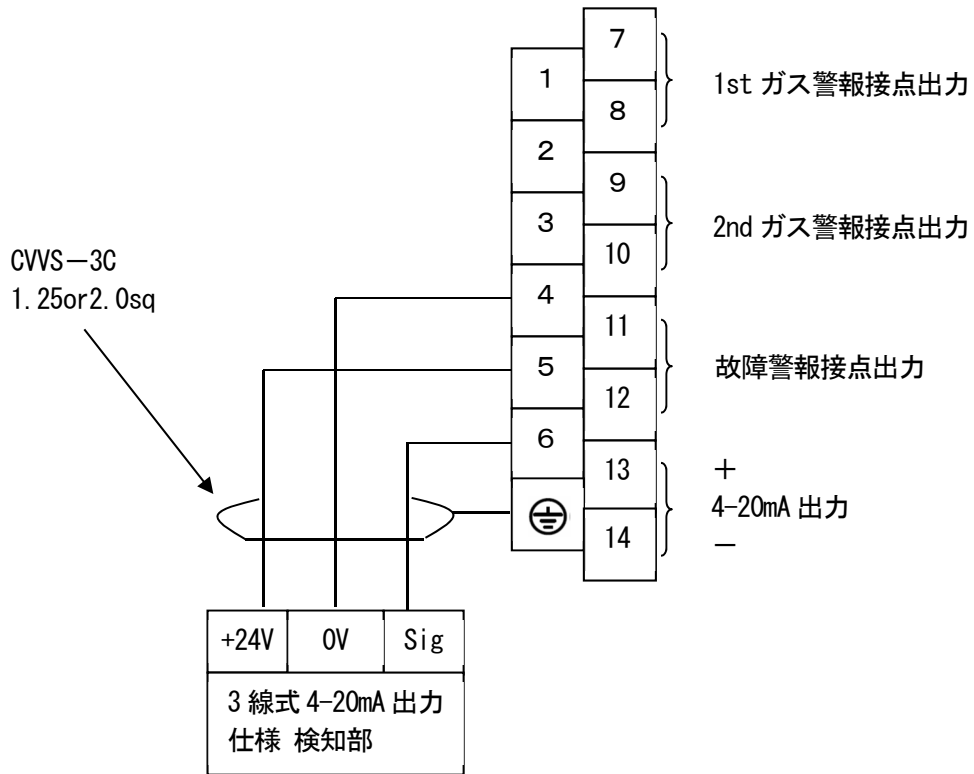 7
1
1st ガス警報接点出力
8
2
9
3
2nd ガス警報接点出力
10
CVVS－3C
1.25or2.0sq
4
11
5
故障警報接点出力
12
6
13
＋
4-20mA 出力
14
－
+24V
0V
Sig
3 線式 4-20mA 出力
仕様 検知部